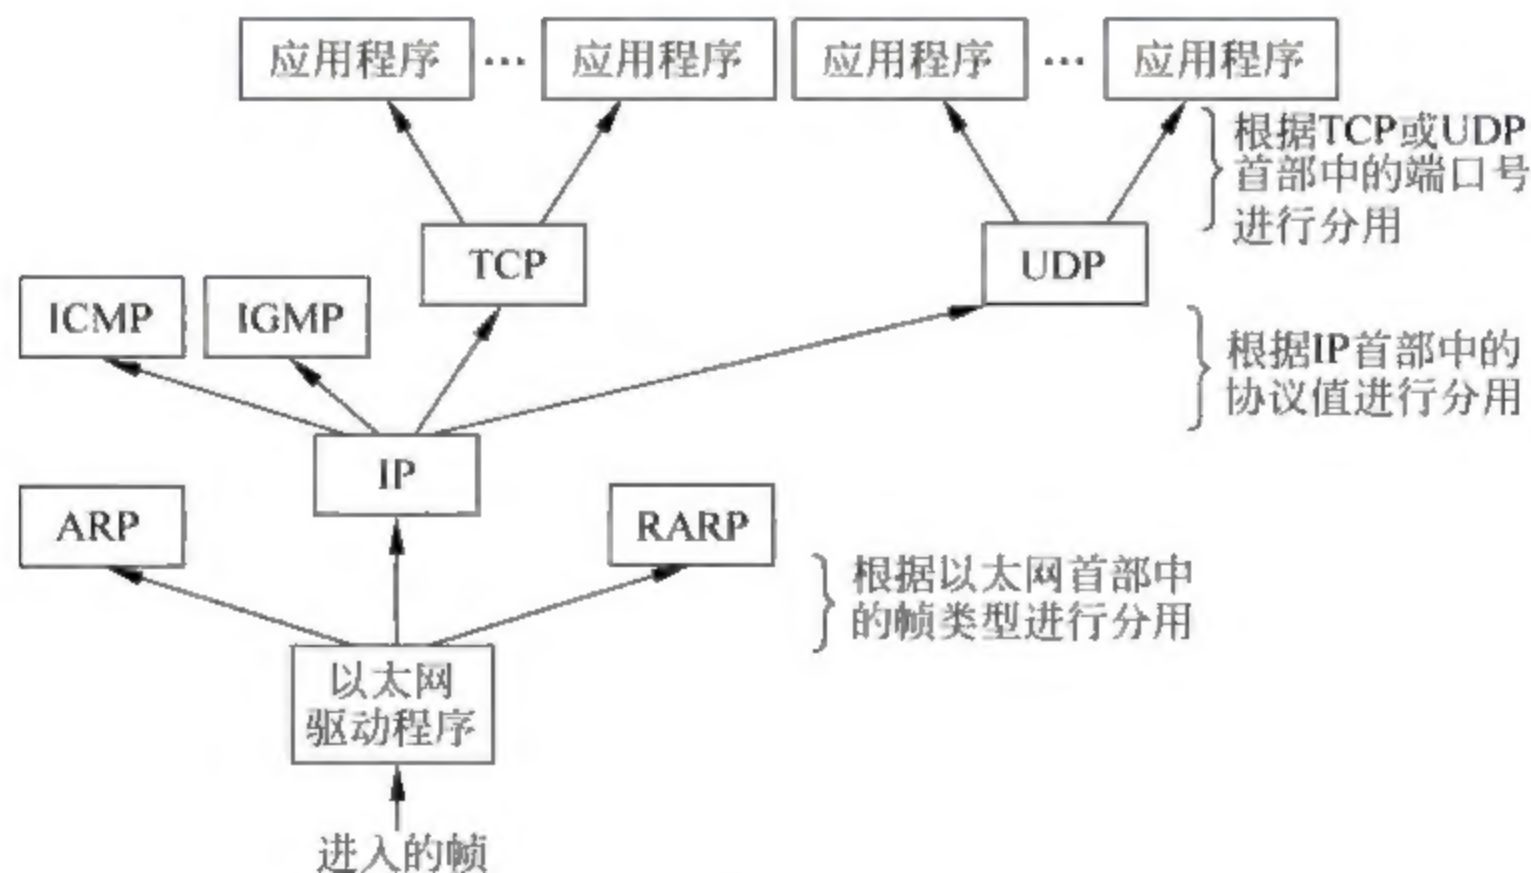 应用程序 … 应用程序 应用程序 … 应用程序
根据TCP或UDP
首部中的端口号
进行分用
TCP
UDP
ICMP
IGMP
根据IP首部中的
协议值进行分用
IP
ARP
RARP
根据以太网首部中
的帧类型进行分用
以太网
驱动程序
进入的帧